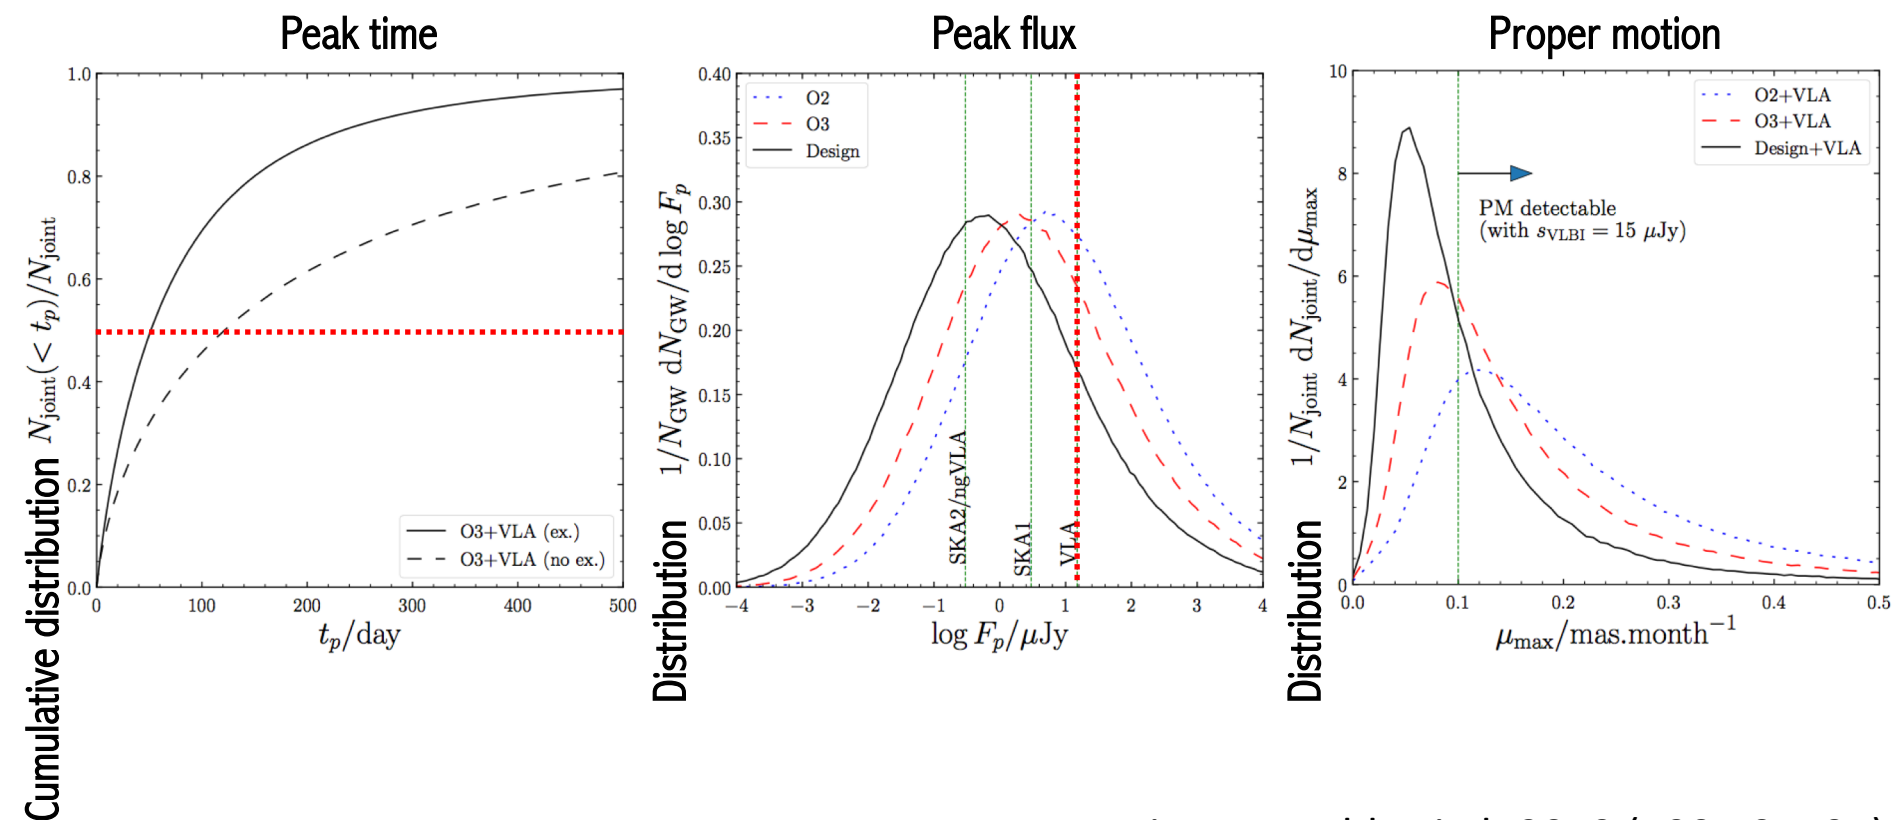 Peak time
Cumulative distribution
N_joint(< t_p)/N_joint
1.0
0.8
0.6
0.4
0.2
0.0
O3+VLA (ex.)
O3+VLA (no ex.)
0 100 200 300 400 500
t_p/day
Peak flux
Distribution
1/N_GW dN_GW/d log F_p
0.40
0.35
0.30
0.25
0.20
0.15
0.10
0.05
0.00
O2
O3
Design
SKA2/ngVLA
SKA1
VLA
−4 −3 −2 −1 0 1 2 3 4
log F_p/μJy
Proper motion
Distribution
1/N_joint dN_joint/dμ_max
10
8
6
4
2
0
O2+VLA
O3+VLA
Design+VLA
PM detectable
(with s_VLBI = 15 μJy)
0.0 0.1 0.2 0.3 0.4 0.5
μ_max/mas.month⁻¹